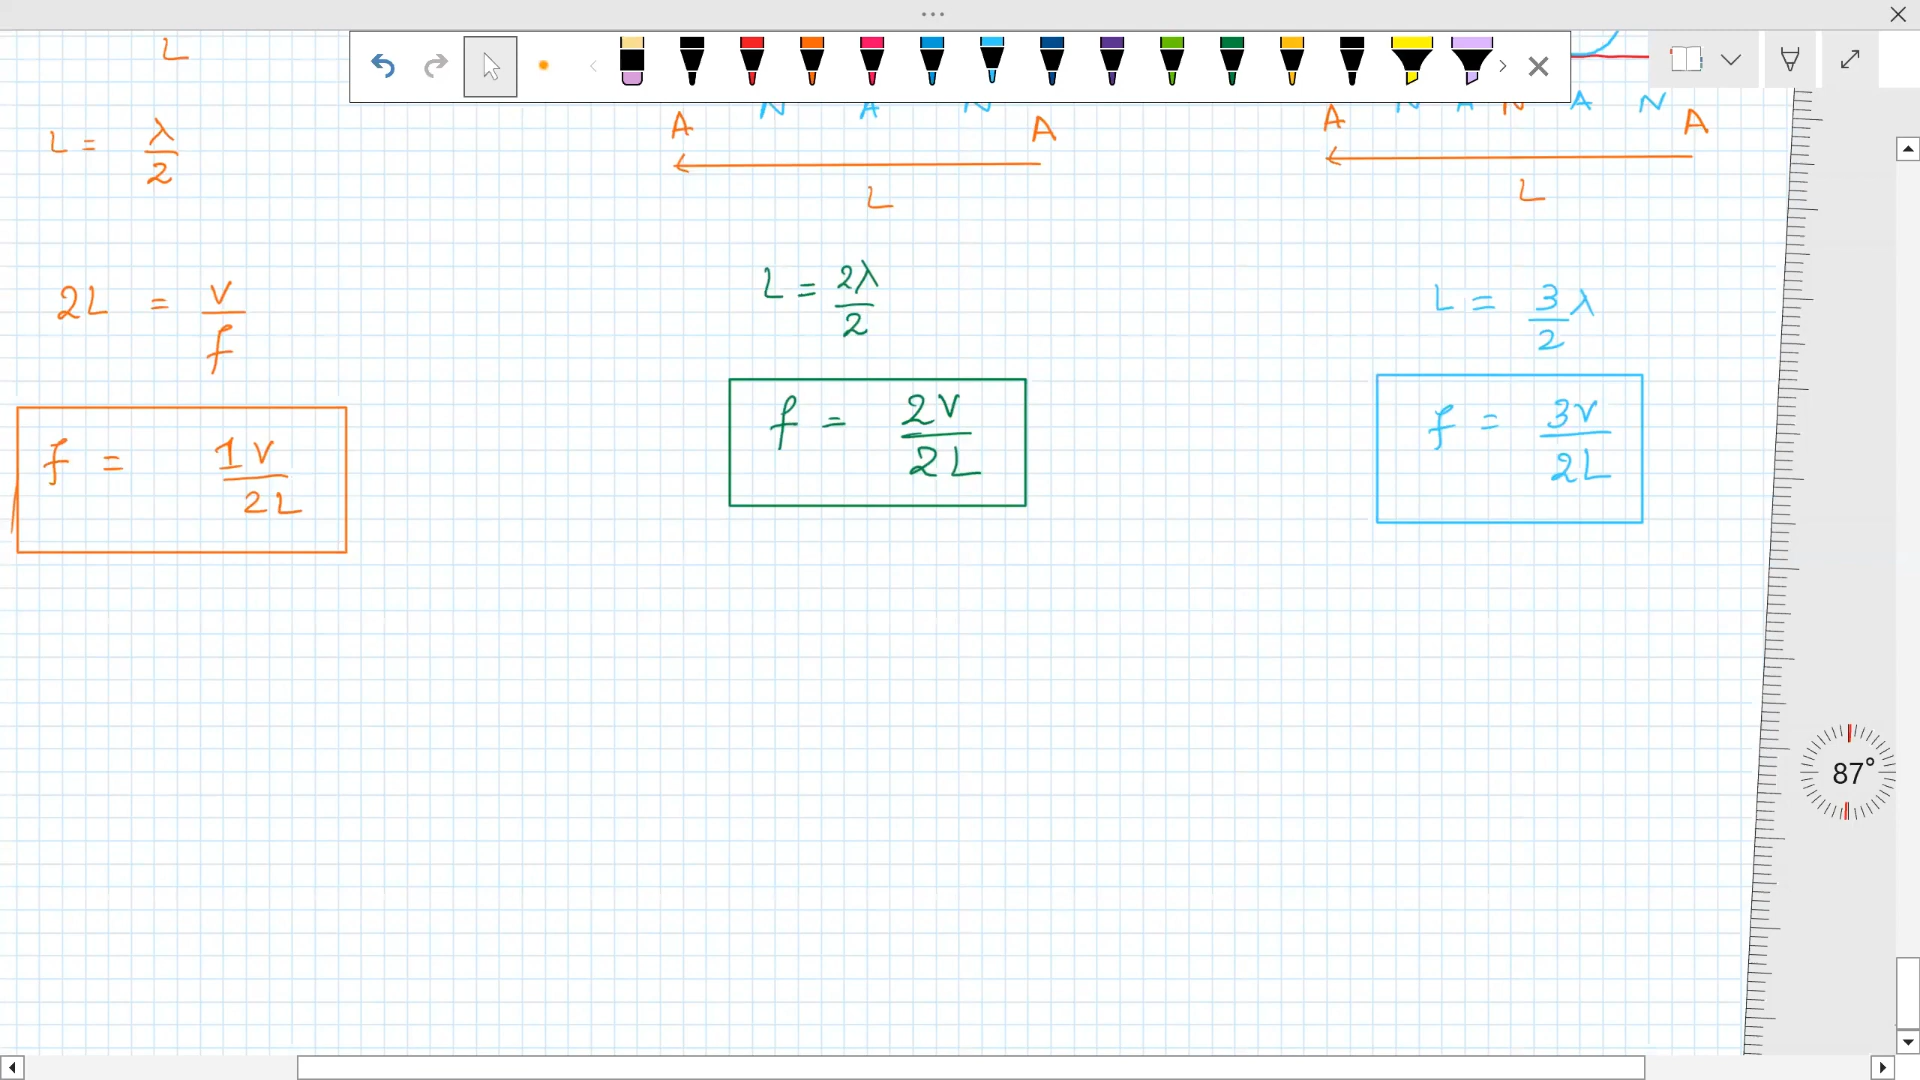 L
L = λ/2
2L = v/f
f = 1v/2L
A N A N A
L
L = 2λ/2
f = 2v/2L
A N A N A N A
L
L = 3/2 λ
f = 3v/2L
87°